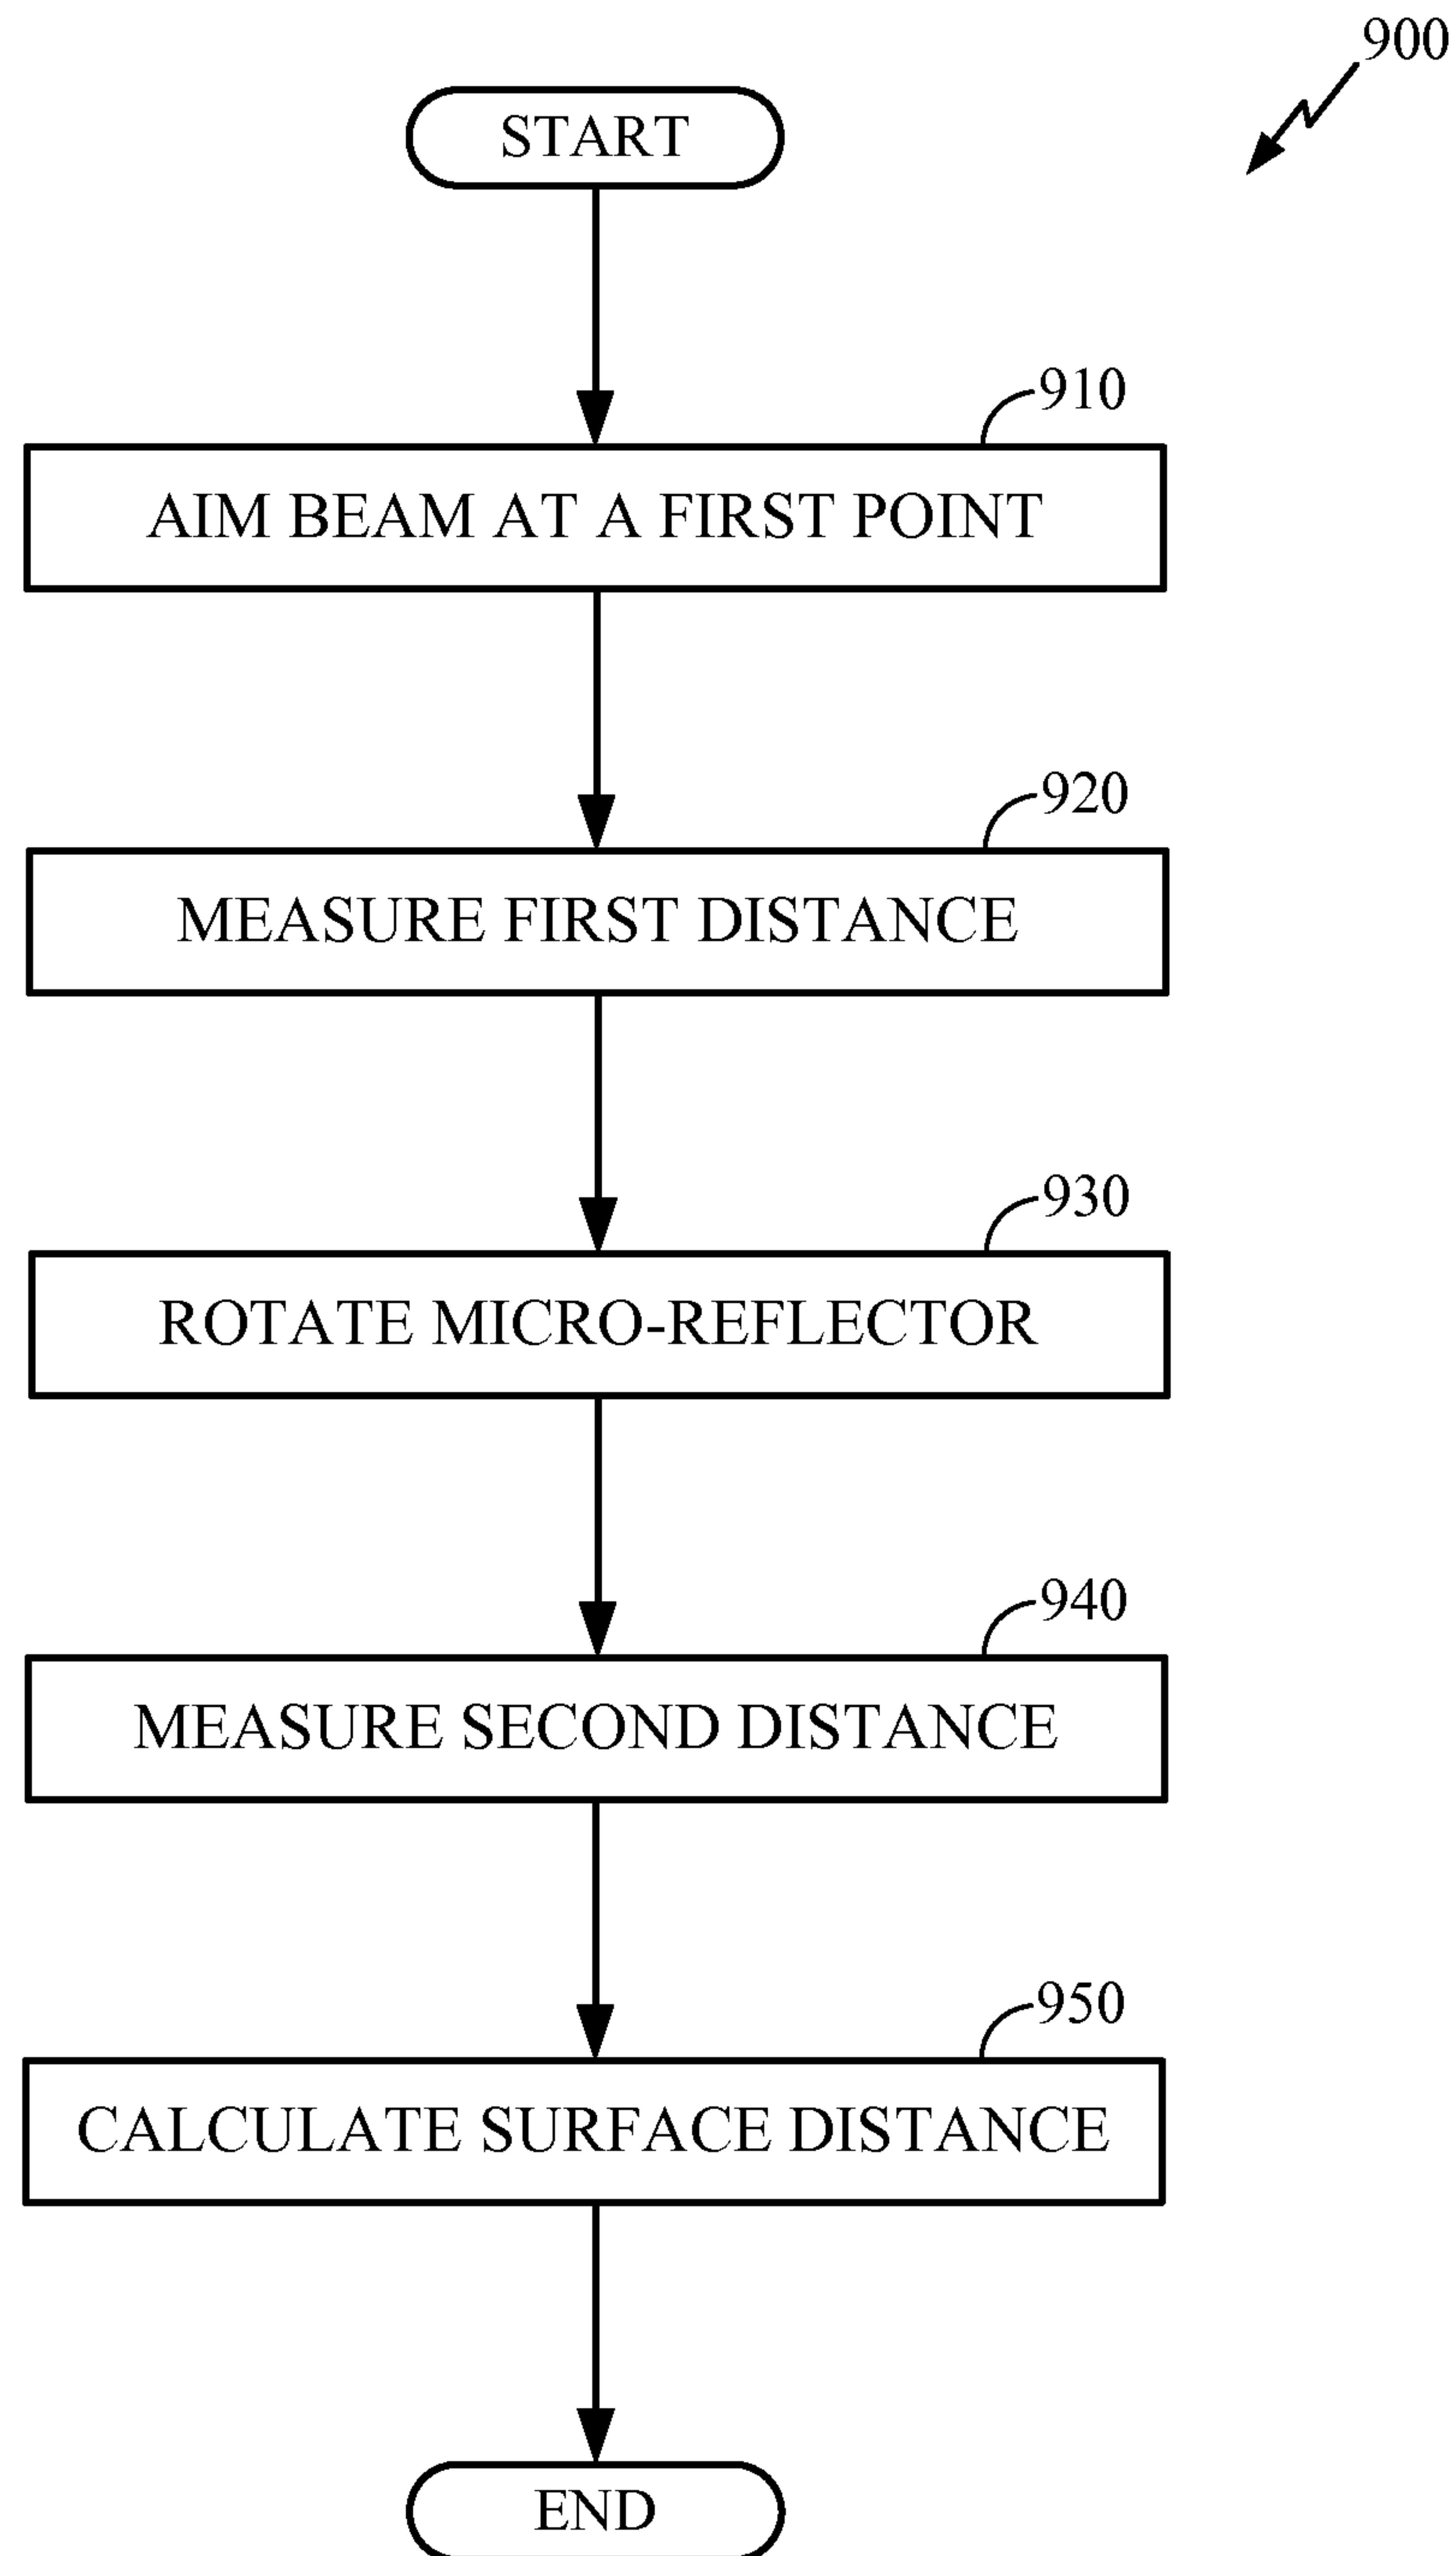 900
START
910
AIM BEAM AT A FIRST POINT
920
MEASURE FIRST DISTANCE
930
ROTATE MICRO-REFLECTOR
940
MEASURE SECOND DISTANCE
950
CALCULATE SURFACE DISTANCE
END